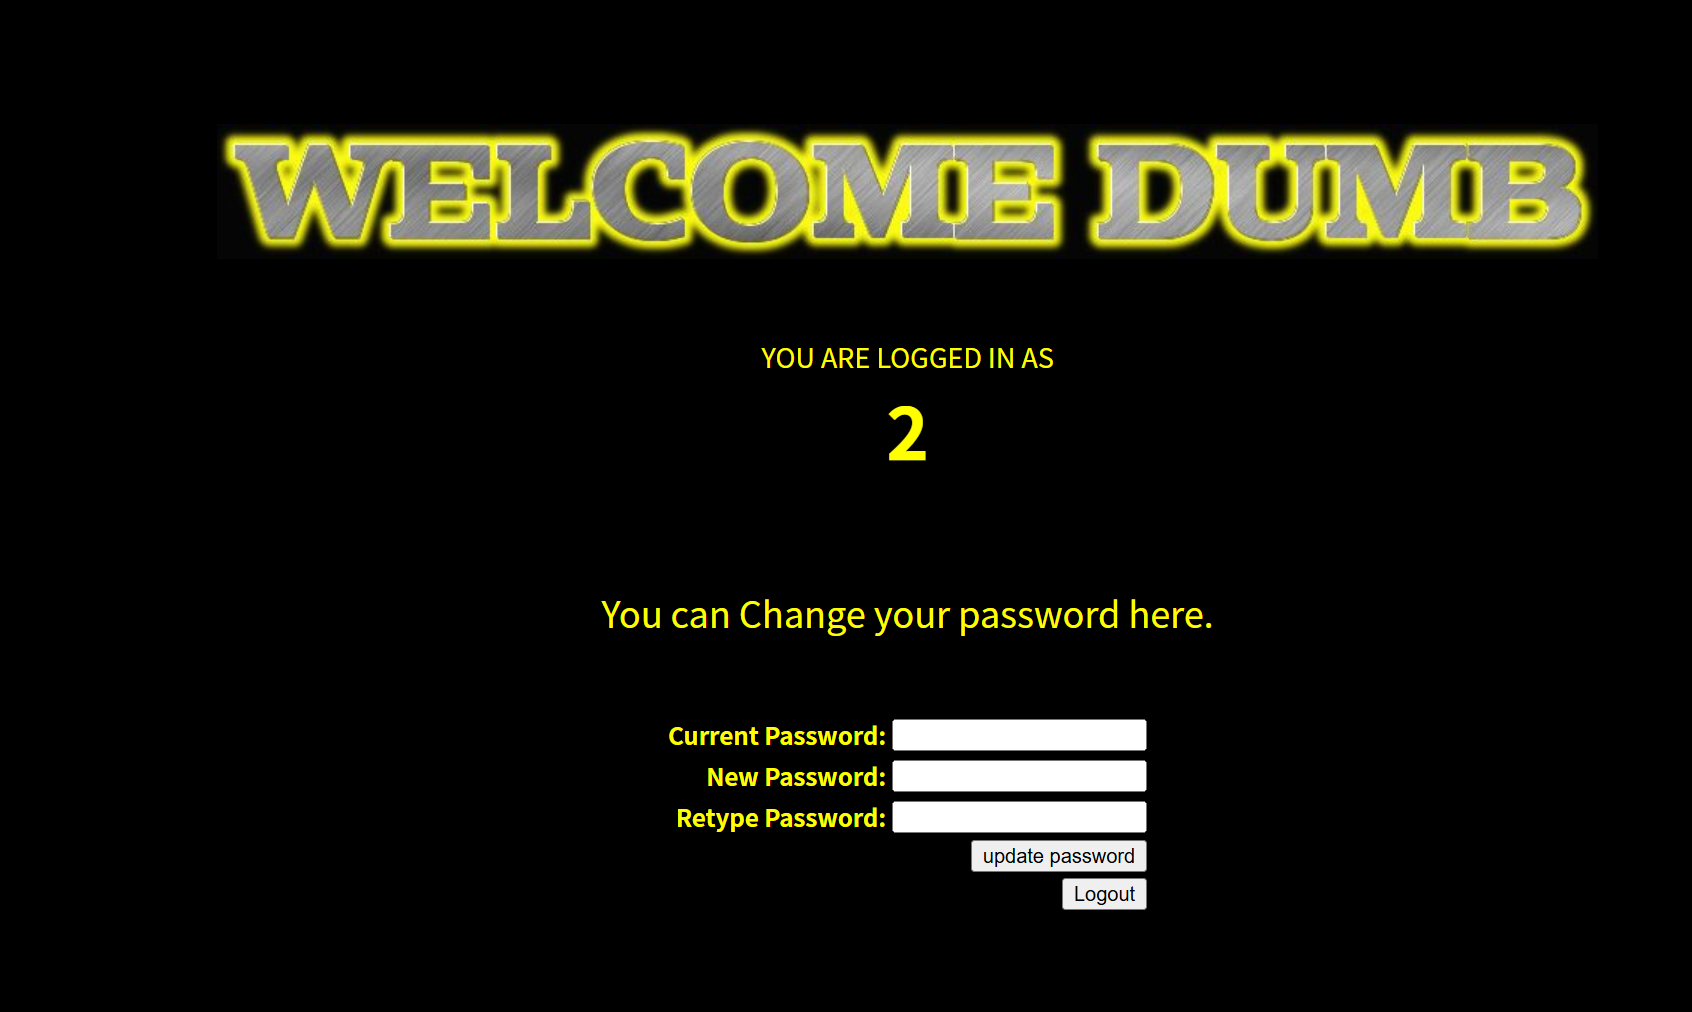 WELCOME DUMB
YOU ARE LOGGED IN AS
2
You can Change your password here.
Current Password:
New Password:
Retype Password:
update password
Logout